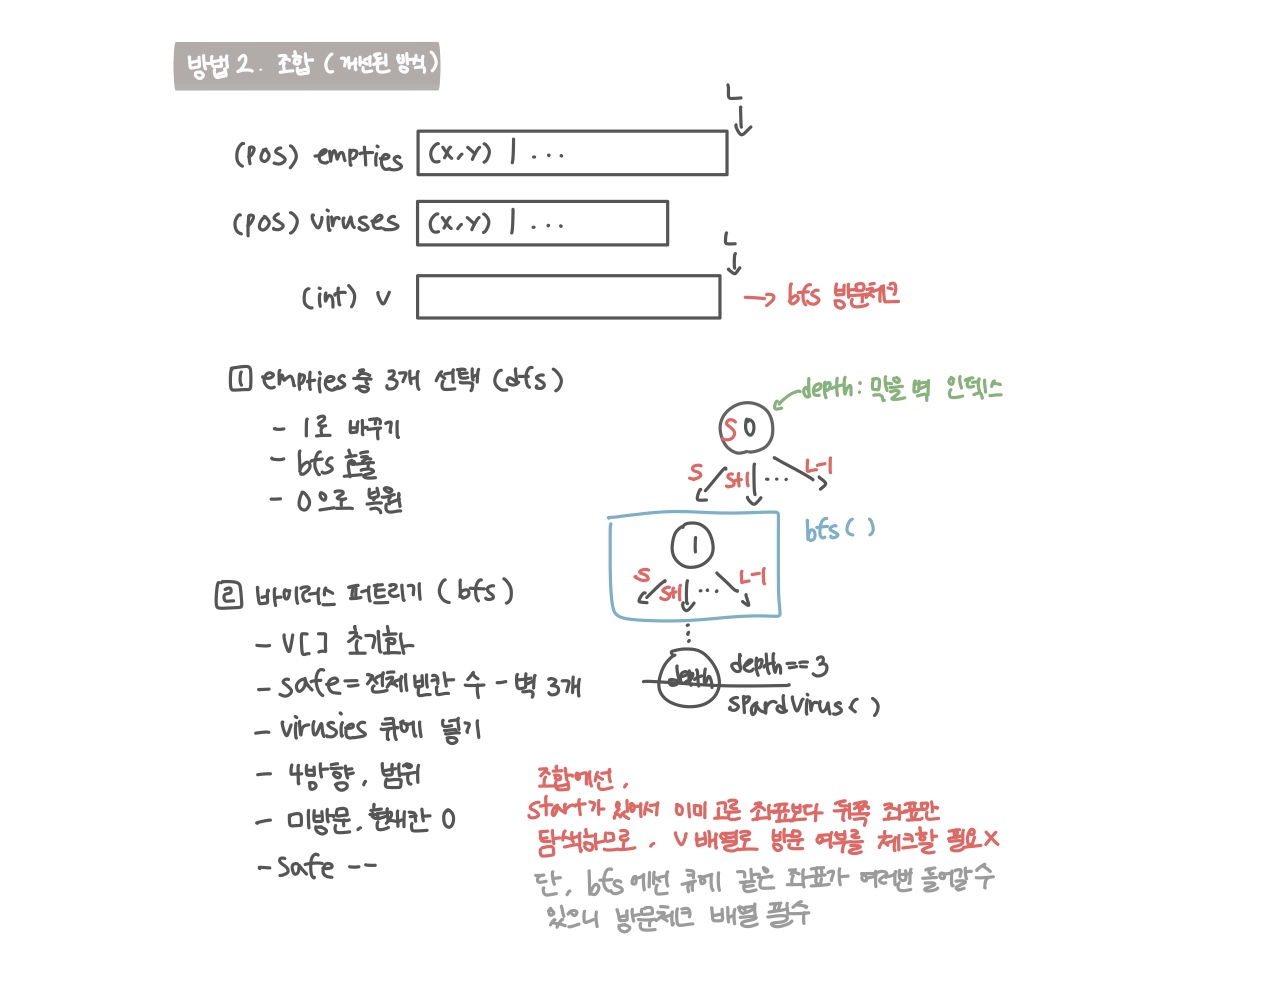 방법 2. 조합 (개선된 방식)
L
(POS) empties (x,y) | ...
(POS) viruses (x,y) | ...
L
(int) v → bfs 방문체크
1 empties 중 3개 선택 (dfs)
- 1로 바꾸기
- bfs 호출
- 0으로 복원
depth: 막을 벽 인덱스
S 0
S S+1 ... L-1
bfs ( )
1
S S+1 ... L-1
depth depth == 3
spardVirus ( )
2 바이러스 퍼트리기 (bfs)
- V[ ] 초기화
- safe = 전체 빈칸 수 - 벽 3개
- virusies 큐에 넣기
- 4방향, 범위
- 미방문, 현재칸 0
- safe --
조합에선,
start가 있어서 이미 고른 좌표보다 뒤쪽 좌표만
탐색하므로, v 배열로 방문 여부를 체크할 필요 X
단, bfs에선 큐에 같은 좌표가 여러번 들어갈 수
있으니 방문체크 배열 필수